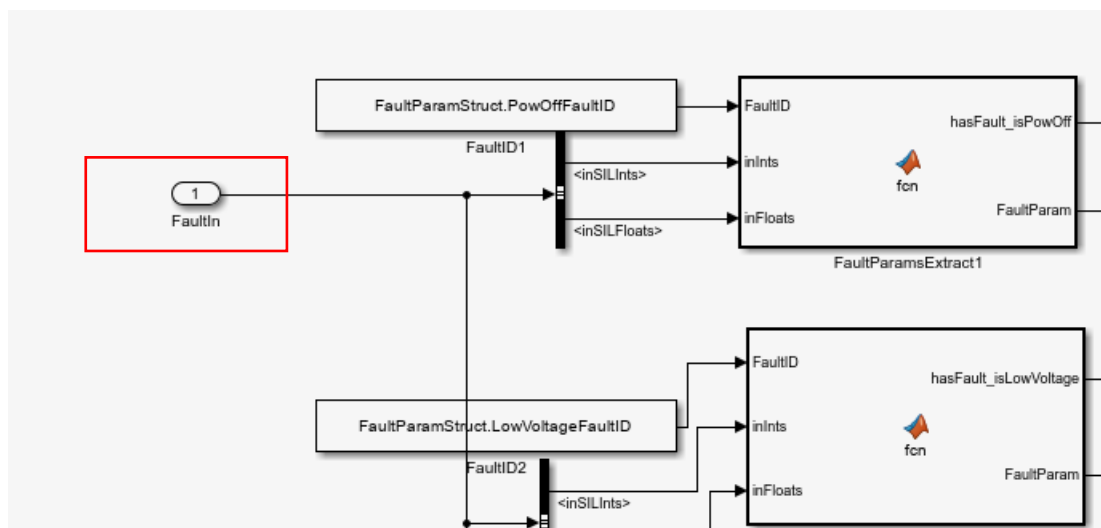 FaultParamStruct.PowOffFaultID
FaultID
hasFault_isPowOff
FaultID1
inInts
<inSILInts>
fcn
1
FaultIn
inFloats
FaultParam
<inSILFloats>
FaultParamsExtract1
FaultID
hasFault_isLowVoltage
FaultParamStruct.LowVoltageFaultID
inInts
fcn
FaultID2
FaultParam
inFloats
<inSILInts>